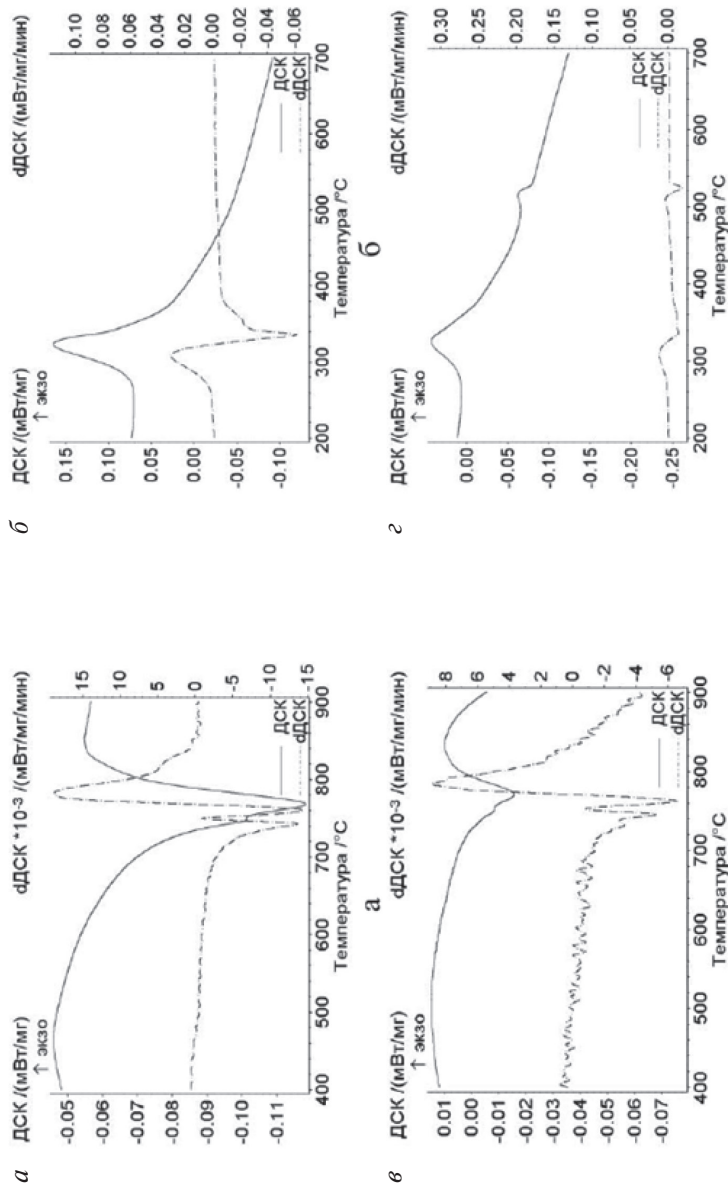 а
ДСК /(мВт/мг)
дДСК *10⁻³ /(мВт/мг/мин)
↑ экзо
-0.05
-0.06
-0.07
-0.08
-0.09
-0.10
-0.11
15
10
5
0
-5
-10
-15
ДСК
dДСК
400 500 600 700 800 900
Температура /°C
а
б
ДСК /(мВт/мг)
dДСК /(мВт/мг/мин)
↑ экзо
0.15
0.10
0.05
0.00
-0.05
-0.10
0.10
0.08
0.06
0.04
0.02
0.00
-0.02
-0.04
-0.06
ДСК
dДСК
200 300 400 500 600 700
Температура /°C
б
в
ДСК /(мВт/мг)
dДСК *10⁻³ /(мВт/мг/мин)
↑ экзо
0.01
0.00
-0.01
-0.02
-0.03
-0.04
-0.05
-0.06
-0.07
8
6
4
2
0
-2
-4
-6
ДСК
dДСК
400 500 600 700 800 900
Температура /°C
г
ДСК /(мВт/мг)
dДСК /(мВт/мг/мин)
↑ экзо
0.00
-0.05
-0.10
-0.15
-0.20
-0.25
0.30
0.25
0.20
0.15
0.10
0.05
0.00
ДСК
dДСК
200 300 400 500 600 700
Температура /°C